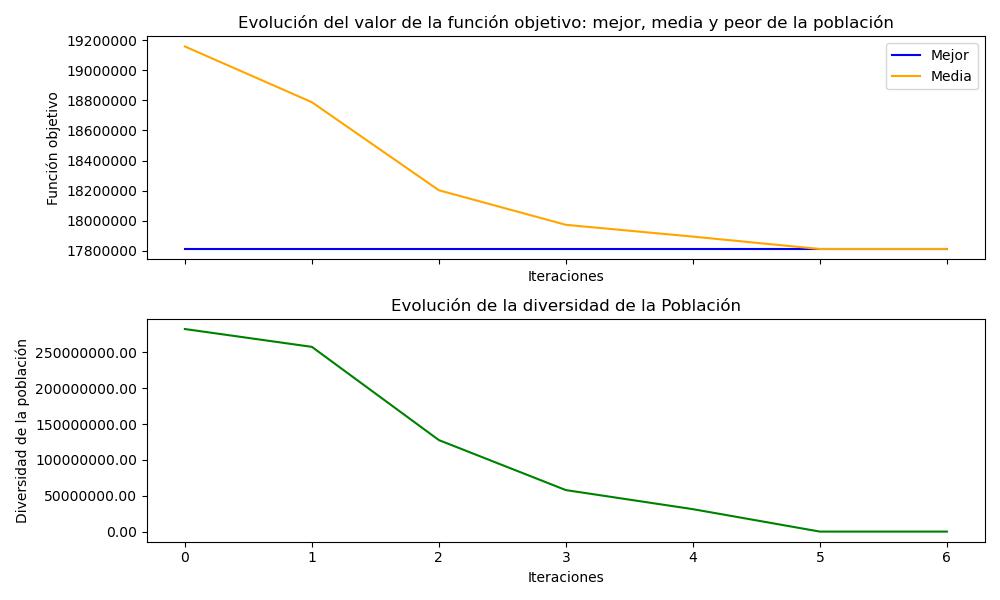 Evolución del valor de la función objetivo: mejor, media y peor de la población
Función objetivo
19200000
19000000
18800000
18600000
18400000
18200000
18000000
17800000
Mejor
Media
Iteraciones
Evolución de la diversidad de la Población
Diversidad de la población
250000000.00
200000000.00
150000000.00
100000000.00
50000000.00
0.00
0 1 2 3 4 5 6
Iteraciones